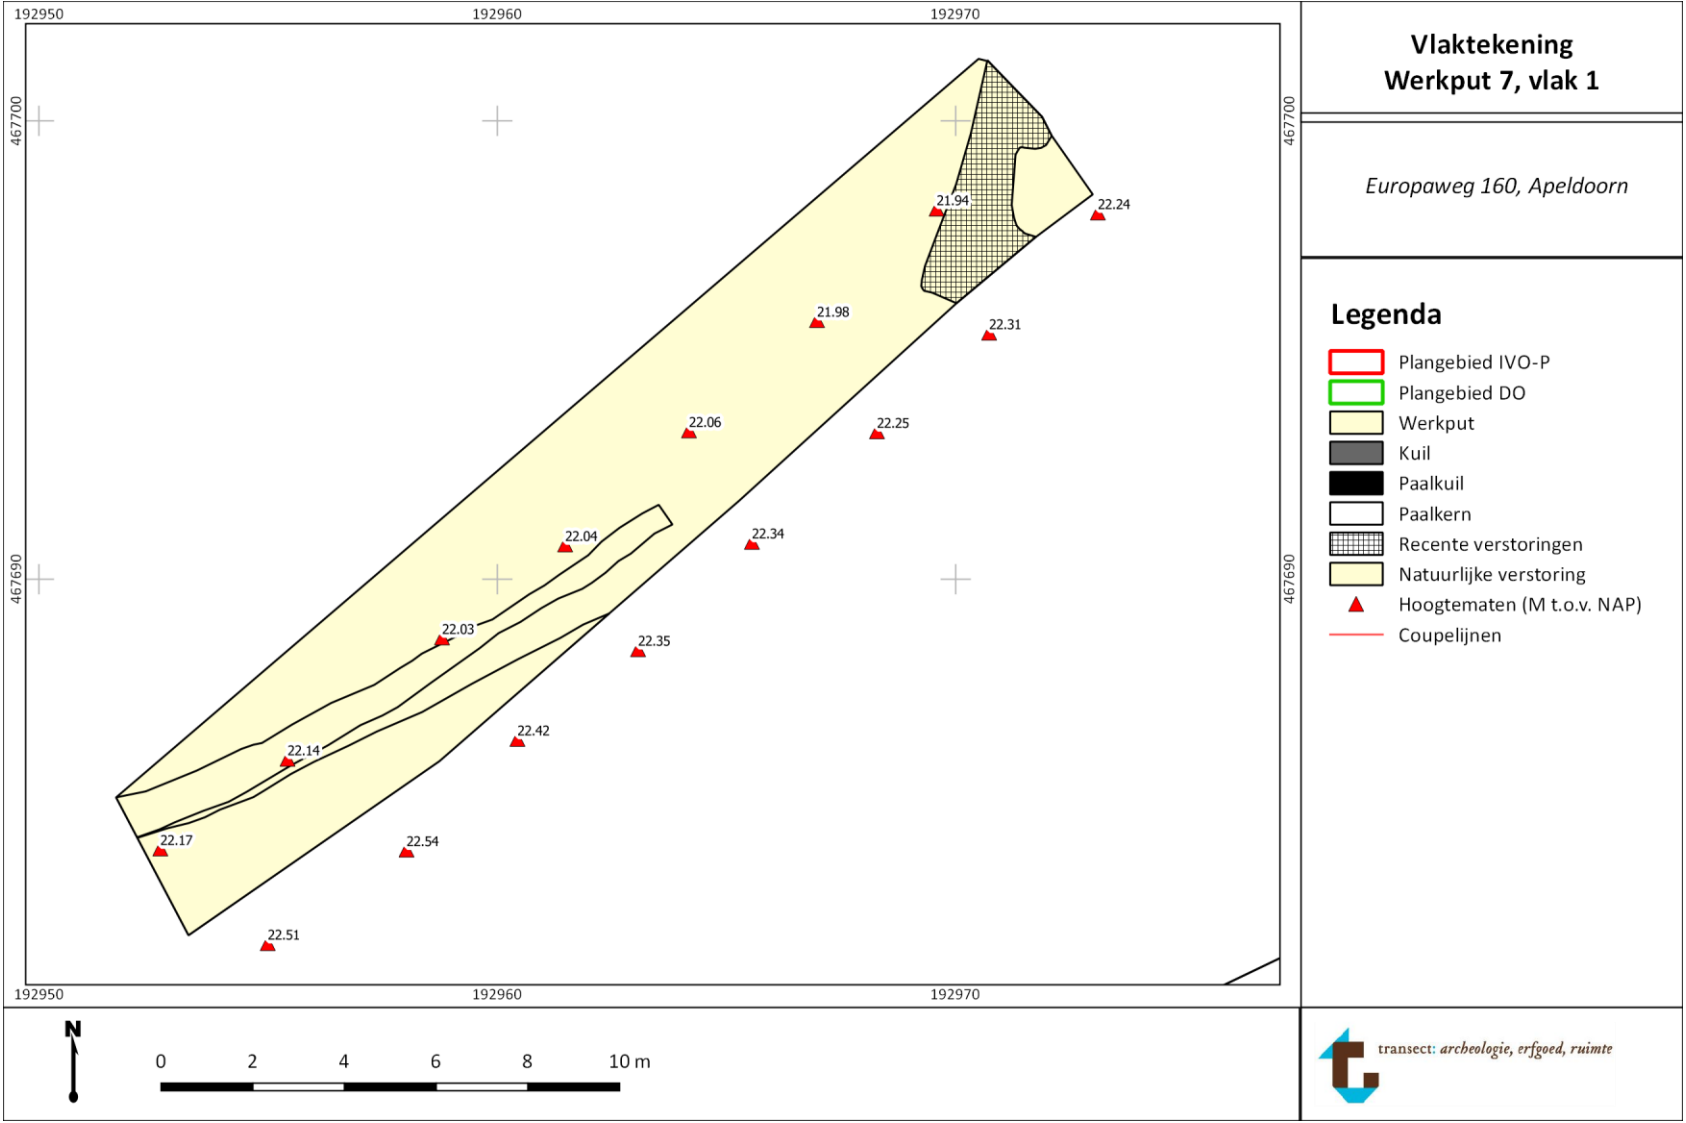 192950
192960
192970
467700
467700
21.94
22.24
21.98
22.31
22.06
22.25
22.04
22.34
467690
467690
22.03
22.35
22.14
22.42
22.17
22.54
22.51
192950
192960
192970
Vlaktekening
Werkput 7, vlak 1
Europaweg 160, Apeldoorn
Legenda
Plangebied IVO-P
Plangebied DO
Werkput
Kuil
Paalkuil
Paalkern
Recente verstoringen
Natuurlijke verstoring
Hoogtematen (M t.o.v. NAP)
Coupelijnen
N
0 2 4 6 8 10 m
transect: archeologie, erfgoed, ruimte